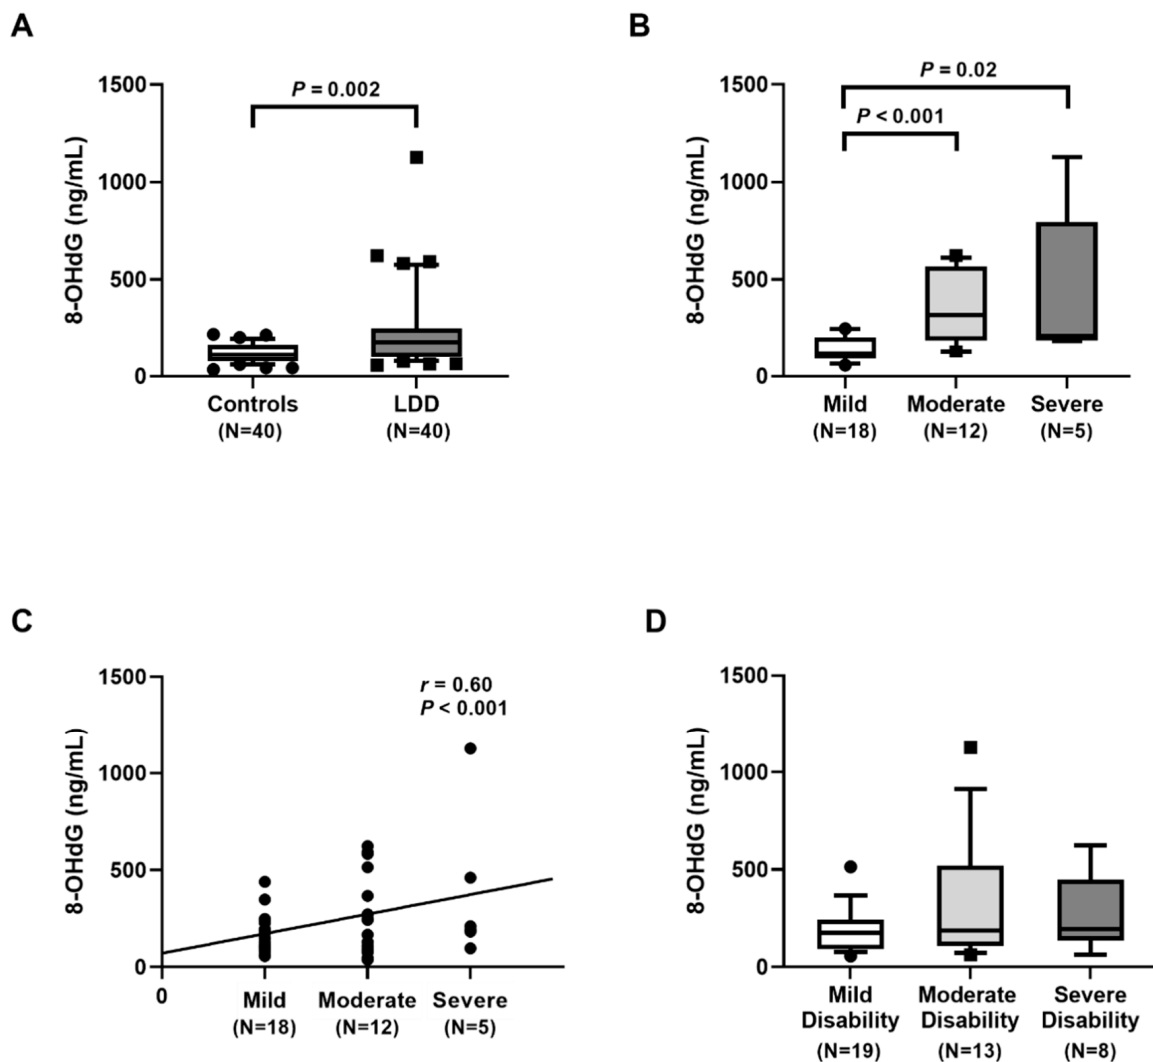 A
1500
1000
500
0
8-OHdG (ng/mL)
P = 0.002
Controls
(N=40)
LDD
(N=40)
B
1500
1000
500
0
8-OHdG (ng/mL)
P = 0.02
P < 0.001
Mild
(N=18)
Moderate
(N=12)
Severe
(N=5)
C
1500
1000
500
0
8-OHdG (ng/mL)
r = 0.60
P < 0.001
0
Mild
(N=18)
Moderate
(N=12)
Severe
(N=5)
D
1500
1000
500
0
8-OHdG (ng/mL)
Mild
Disability
(N=19)
Moderate
Disability
(N=13)
Severe
Disability
(N=8)